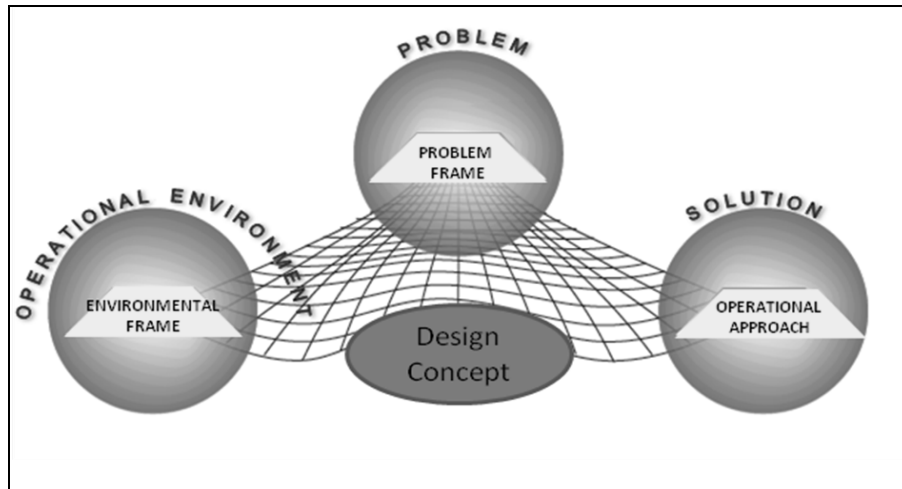 PROBLEM
PROBLEM
FRAME
OPERATIONAL ENVIRONMENT
ENVIRONMENTAL
FRAME
SOLUTION
OPERATIONAL
APPROACH
Design
Concept